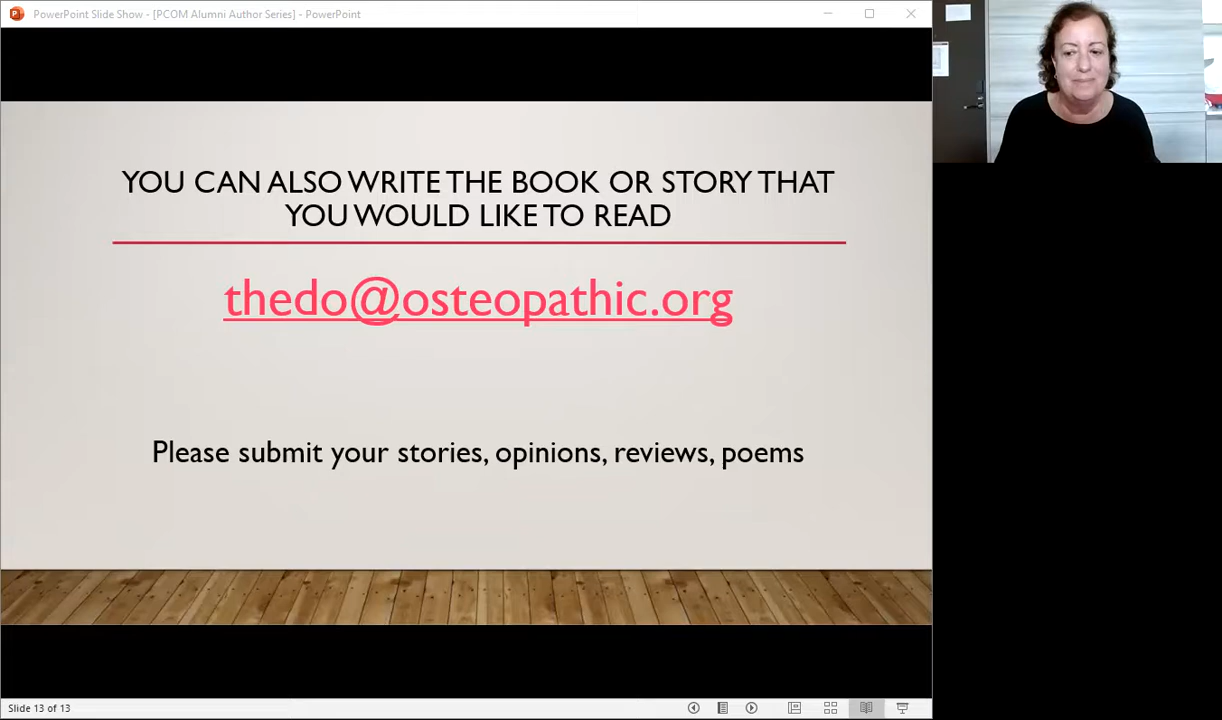 PowerPoint Slide Show - [PCOM Alumni Author Series] - PowerPoint
YOU CAN ALSO WRITE THE BOOK OR STORY THAT
YOU WOULD LIKE TO READ
thedo@osteopathic.org
Please submit your stories, opinions, reviews, poems
Slide 13 of 13